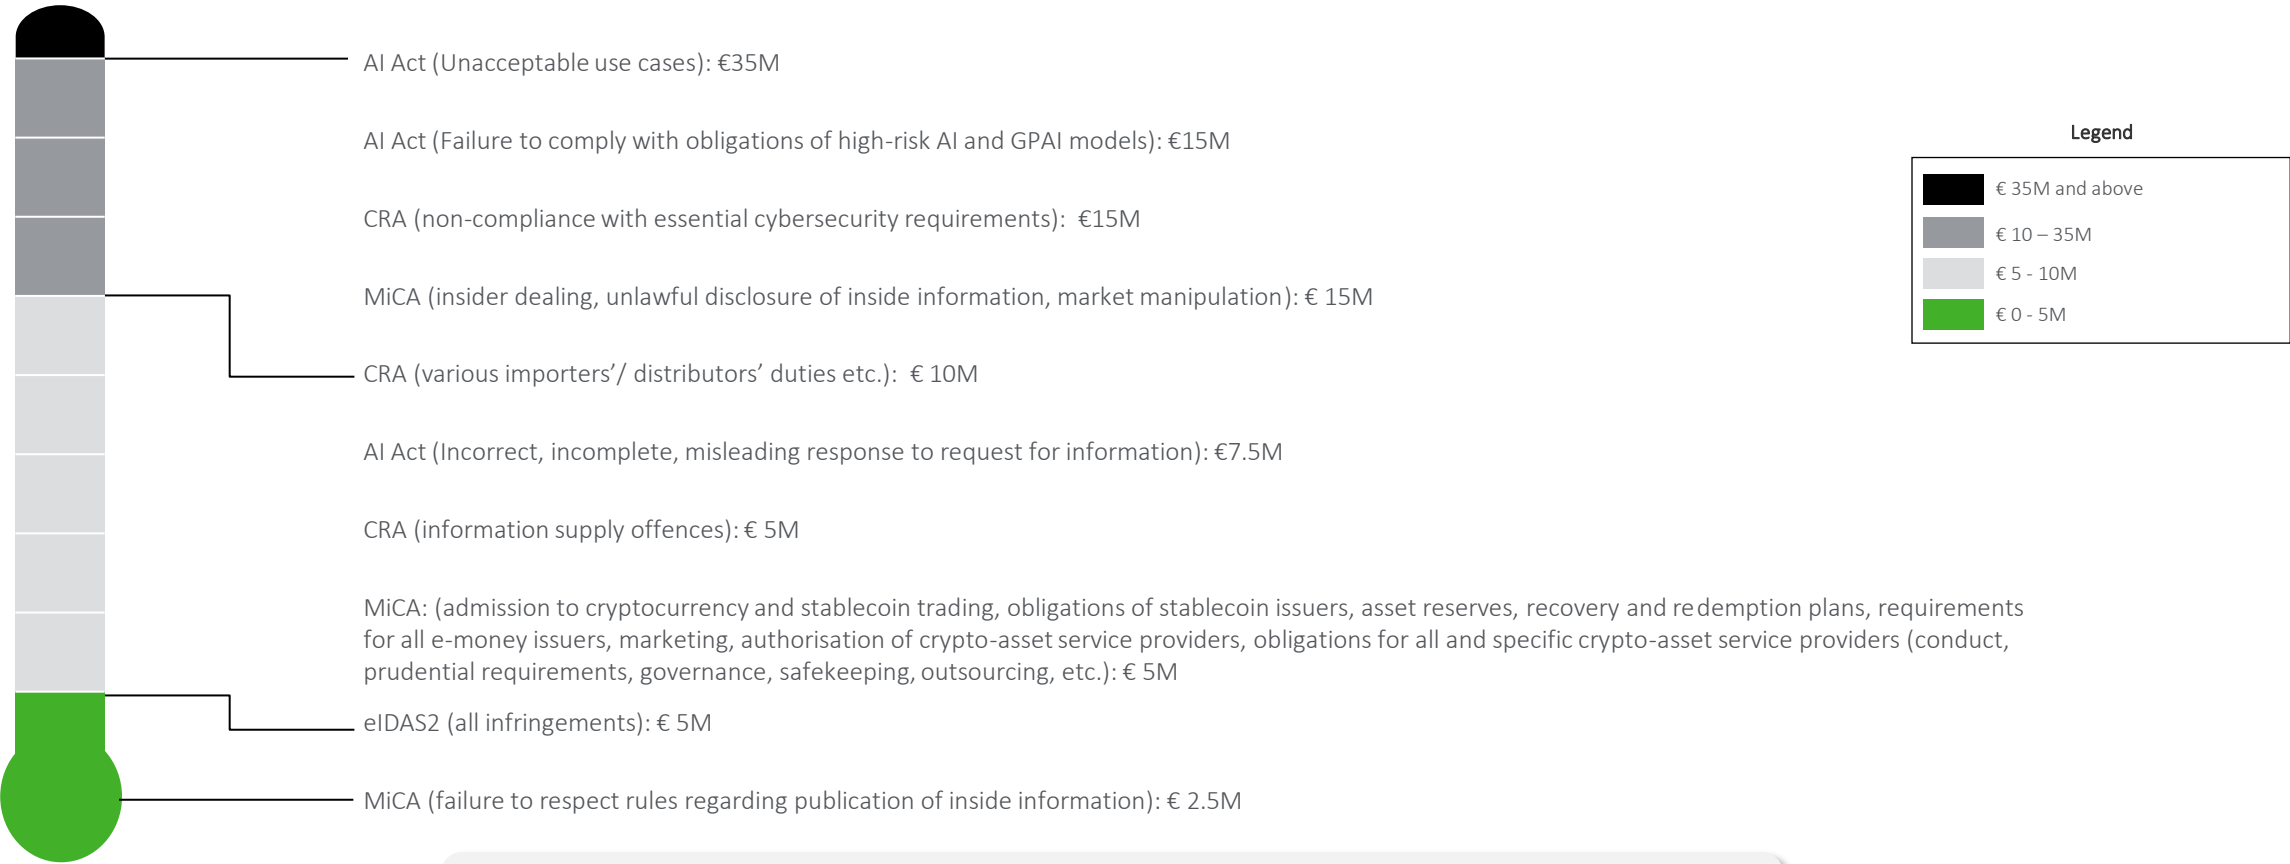 AI Act (Unacceptable use cases): €35M
AI Act (Failure to comply with obligations of high-risk AI and GPAI models): €15M
CRA (non-compliance with essential cybersecurity requirements): €15M
MiCA (insider dealing, unlawful disclosure of inside information, market manipulation): € 15M
CRA (various importers’/ distributors’ duties etc.): € 10M
AI Act (Incorrect, incomplete, misleading response to request for information): €7.5M
CRA (information supply offences): € 5M
MiCA: (admission to cryptocurrency and stablecoin trading, obligations of stablecoin issuers, asset reserves, recovery and redemption plans, requirements
for all e-money issuers, marketing, authorisation of crypto-asset service providers, obligations for all and specific crypto-asset service providers (conduct,
prudential requirements, governance, safekeeping, outsourcing, etc.): € 5M
eIDAS2 (all infringements): € 5M
MiCA (failure to respect rules regarding publication of inside information): € 2.5M
Legend
€ 35M and above
€ 10 – 35M
€ 5 - 10M
€ 0 - 5M